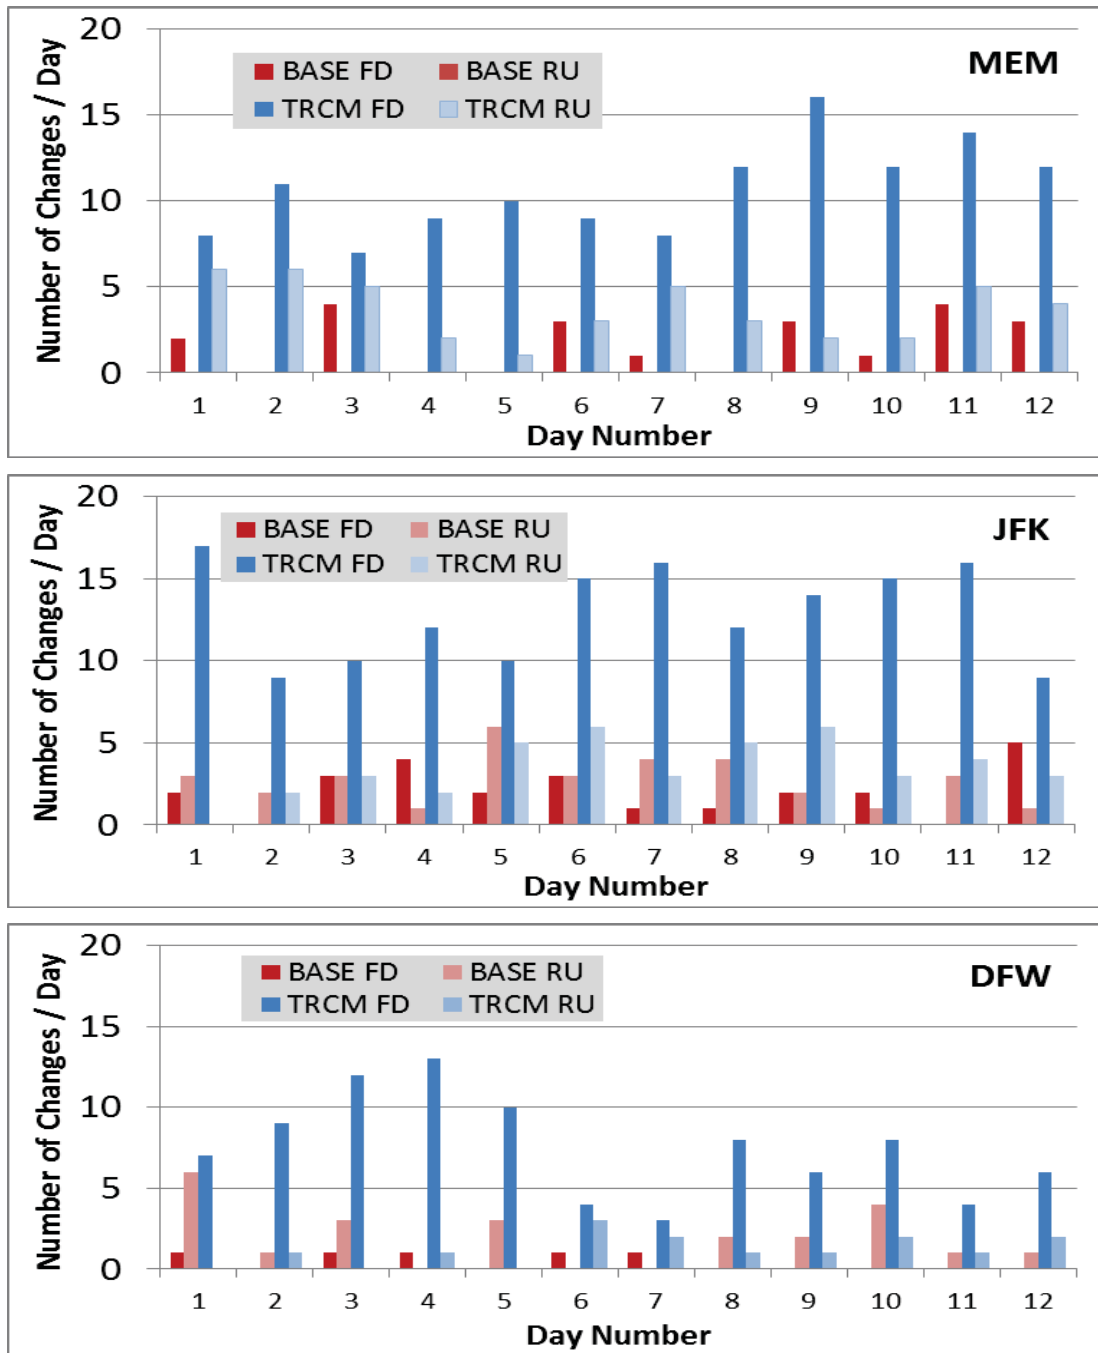 MEM
BASE FD BASE RU
TRCM FD TRCM RU
Number of Changes / Day
20
15
10
5
0
1 2 3 4 5 6 7 8 9 10 11 12
Day Number
JFK
BASE FD BASE RU
TRCM FD TRCM RU
Number of Changes / Day
20
15
10
5
0
1 2 3 4 5 6 7 8 9 10 11 12
Day Number
DFW
BASE FD BASE RU
TRCM FD TRCM RU
Number of Changes / Day
20
15
10
5
0
1 2 3 4 5 6 7 8 9 10 11 12
Day Number